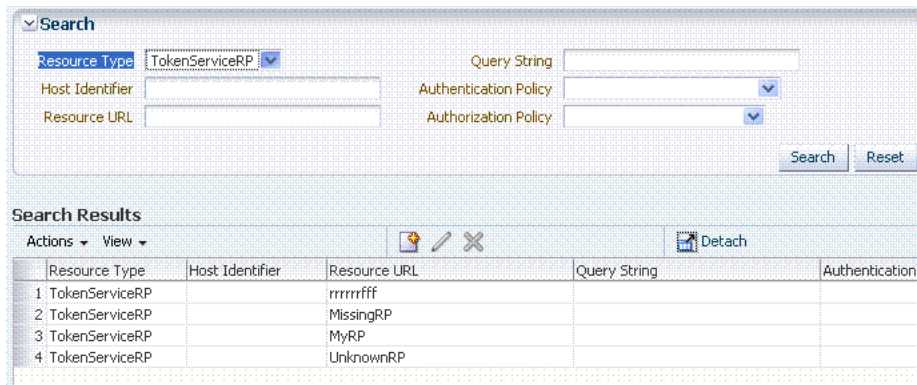 Search
Resource Type TokenServiceRP Query String
Host Identifier Authentication Policy
Resource URL Authorization Policy
Search Reset
Search Results
Actions View Detach
Resource Type Host Identifier Resource URL Query String Authentication
1 TokenServiceRP rrrrrrfff
2 TokenServiceRP MissingRP
3 TokenServiceRP MyRP
4 TokenServiceRP UnknownRP